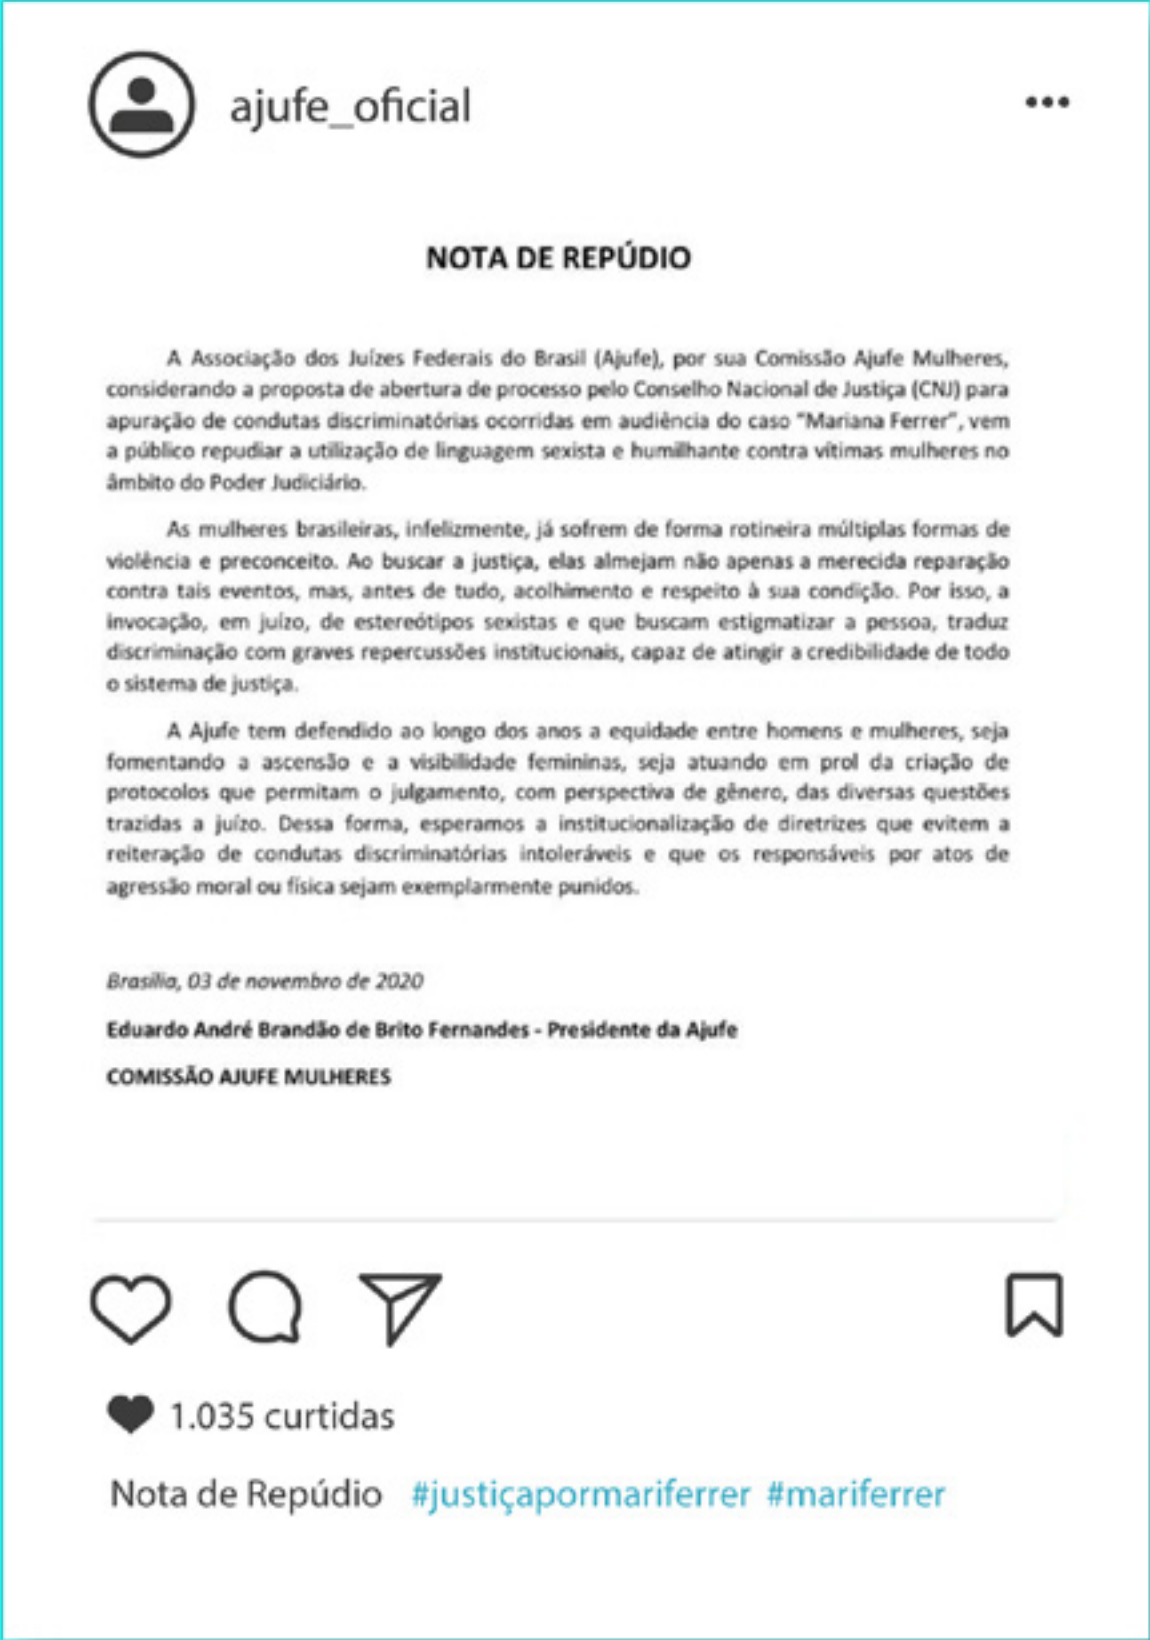 ajufe_oficial
NOTA DE REPÚDIO
A Associação dos Juízes Federais do Brasil (Ajufe), por sua Comissão Ajufe Mulheres,
considerando a proposta de abertura de processo pelo Conselho Nacional de Justiça (CNJ) para
apuração de condutas discriminatórias ocorridas em audiência do caso "Mariana Ferrer", vem
a público repudiar a utilização de linguagem sexista e humilhante contra vítimas mulheres no
âmbito do Poder Judiciário.
As mulheres brasileiras, infelizmente, já sofrem de forma rotineira múltiplas formas de
violência e preconceito. Ao buscar a justiça, elas almejam não apenas a merecida reparação
contra tais eventos, mas, antes de tudo, acolhimento e respeito à sua condição. Por isso, a
invocação, em juízo, de estereótipos sexistas e que buscam estigmatizar a pessoa, traduz
discriminação com graves repercussões institucionais, capaz de atingir a credibilidade de todo
o sistema de justiça.
A Ajufe tem defendido ao longo dos anos a equidade entre homens e mulheres, seja
fomentando a ascensão e a visibilidade femininas, seja atuando em prol da criação de
protocolos que permitam o julgamento, com perspectiva de gênero, das diversas questões
trazidas a juízo. Dessa forma, esperamos a institucionalização de diretrizes que evitem a
reiteração de condutas discriminatórias intoleráveis e que os responsáveis por atos de
agressão moral ou física sejam exemplarmente punidos.
Brasília, 03 de novembro de 2020
Eduardo André Brandão de Brito Fernandes - Presidente da Ajufe
COMISSÃO AJUFE MULHERES
1.035 curtidas
Nota de Repúdio #justiçapormariferrer #mariferrer